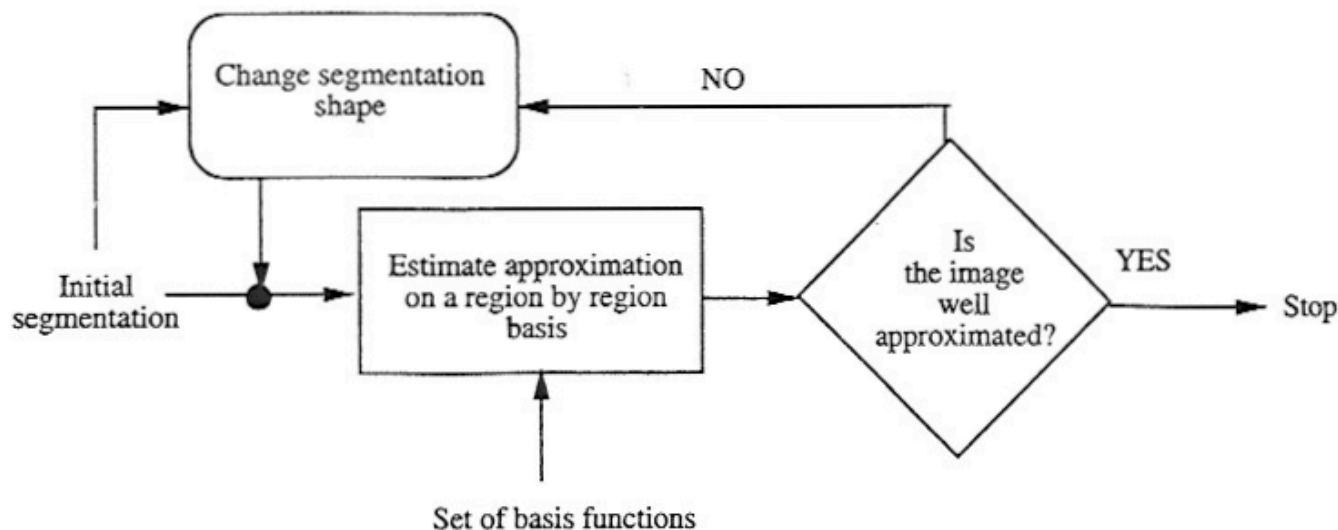 Change segmentation
shape
NO
Initial
segmentation
Estimate approximation
on a region by region
basis
Is
the image
well
approximated?
YES
Stop
Set of basis functions